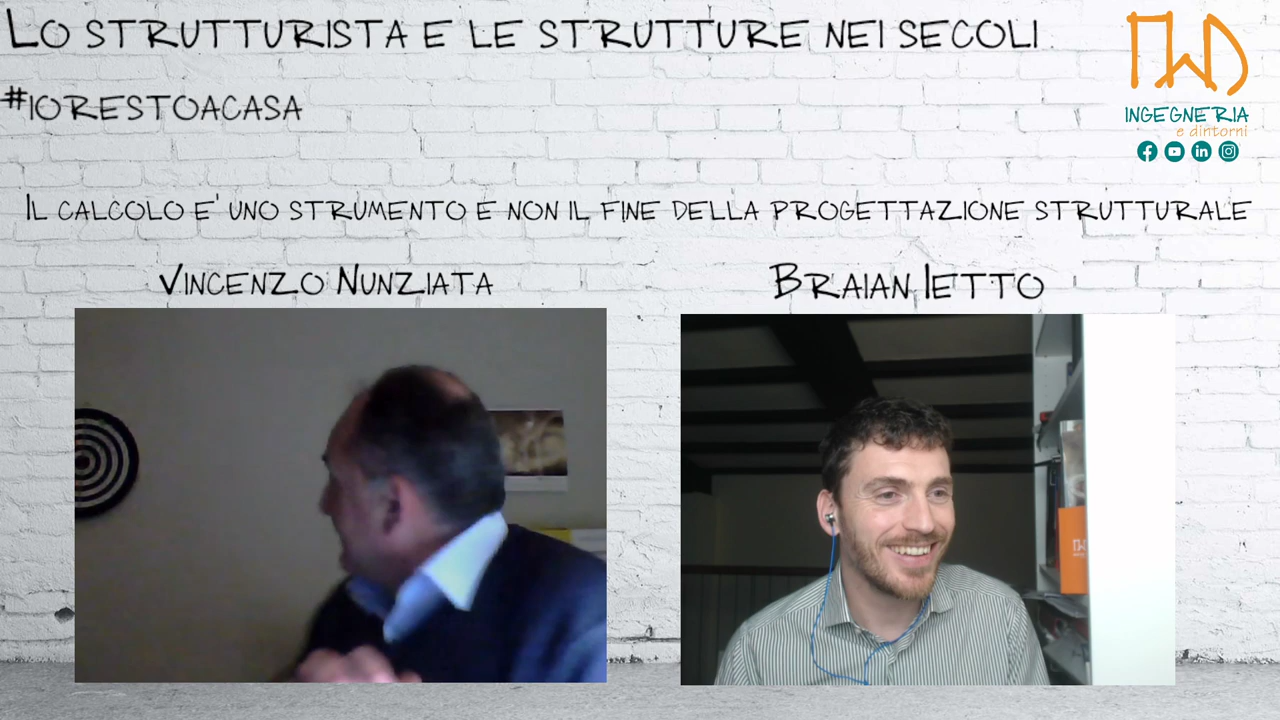 LO STRUTTURISTA E LE STRUTTURE NEI SECOLI
#IORESTOACASA
INGEGNERIA
e dintorni
IL CALCOLO E' UNO STRUMENTO E NON IL FINE DELLA PROGETTAZIONE STRUTTURALE
VINCENZO NUNZIATA
BRAIAN IETTO